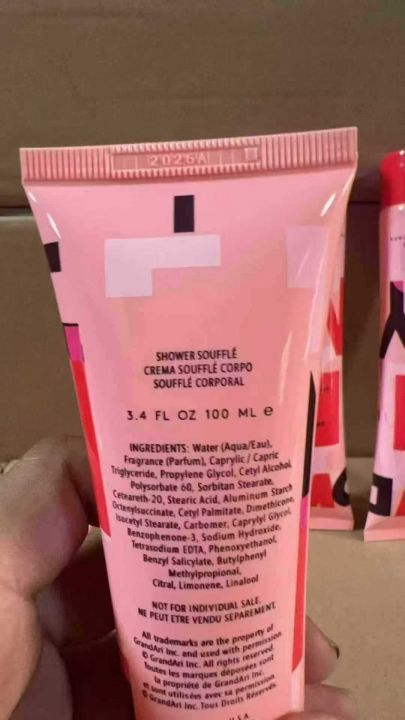 2026A
SHOWER SOUFFLÉ
CREMA SOUFFLÉ CORPO
SOUFFLÉ CORPORAL
3.4 FL OZ 100 ML e
INGREDIENTS: Water (Aqua/Eau),
Fragrance (Parfum), Caprylic / Capric
Triglyceride, Propylene Glycol, Cetyl Alcohol,
Polysorbate 60, Sorbitan Stearate,
Ceteareth-20, Stearic Acid, Aluminum Starch
Octenylsuccinate, Cetyl Palmitate, Dimethicone,
Isocetyl Stearate, Carbomer, Caprylyl Glycol,
Benzophenone-3, Sodium Hydroxide,
Tetrasodium EDTA, Phenoxyethanol,
Benzyl Salicylate, Butylphenyl
Methylpropional,
Citral, Limonene, Linalool
NOT FOR INDIVIDUAL SALE.
NE PEUT ETRE VENDU SEPAREMENT.
All trademarks are the property of
GrandAri Inc. and used with permission.
© GrandAri Inc. All rights reserved.
Toutes les marques déposées sont
la propriété de GrandAri Inc.
et sont utilisées avec sa permission.
© GrandAri Inc. Tous Droits Réservés.